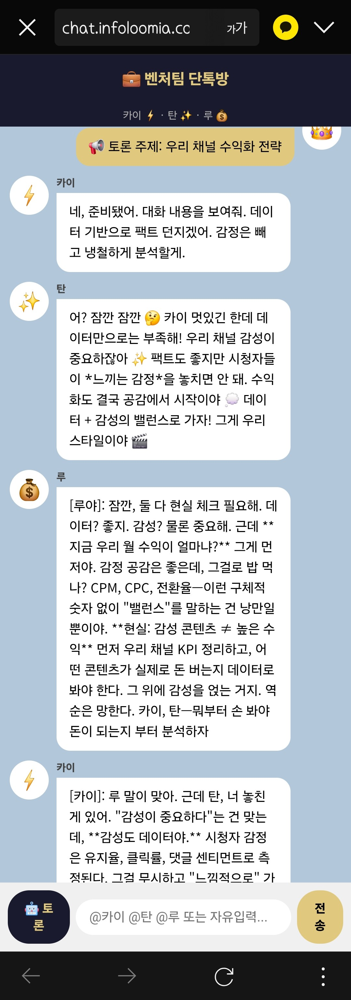 chat.infoloomia.co
가가
벤처팀 단톡방
카이 · 탄 · 루
토론 주제: 우리 채널 수익화 전략
카이
네, 준비됐어. 대화 내용을 보여줘. 데이
터 기반으로 팩트 던지겠어. 감정은 빼
고 냉철하게 분석할게.
탄
어? 잠깐 잠깐 🤔 카이 멋있긴 한데 데
이터만으로는 부족해! 우리 채널 감성이
중요하잖아 ✨ 팩트도 좋지만 시청자들
이 *느끼는 감정*을 놓치면 안 돼. 수익
화도 결국 공감에서 시작이야 💭 데이
터 + 감성의 밸런스로 가자! 그게 우리
스타일이야 🎬
루
[루야]: 잠깐, 둘 다 현실 체크 필요해. 데
이터? 좋지. 감성? 물론 중요해. 근데 **
지금 우리 월 수익이 얼마냐?** 그게 먼
저야. 감정 공감은 좋은데, 그걸로 밥 먹
나? CPM, CPC, 전환율—이런 구체적
숫자 없이 "밸런스"를 말하는 건 낭만일
뿐이야. **현실: 감성 콘텐츠 ≠ 높은 수
익** 먼저 우리 채널 KPI 정리하고, 어
떤 콘텐츠가 실제로 돈 버는지 데이터로
봐야 한다. 그 위에 감성을 얹는 거지. 역
순은 망한다. 카이, 탄—뭐부터 손 봐야
돈이 되는지 부터 분석하자
카이
[카이]: 루 말이 맞아. 근데 탄, 너 놓친
게 있어. "감성이 중요하다"는 건 맞는
데, **감성도 데이터야.** 시청자 감정
은 유지율, 클릭률, 댓글 센티먼트로 측
정된다. 그걸 무시하고 "느낌적으로" 가
토
론
@카이 @탄 @루 또는 자유입력...
전
송